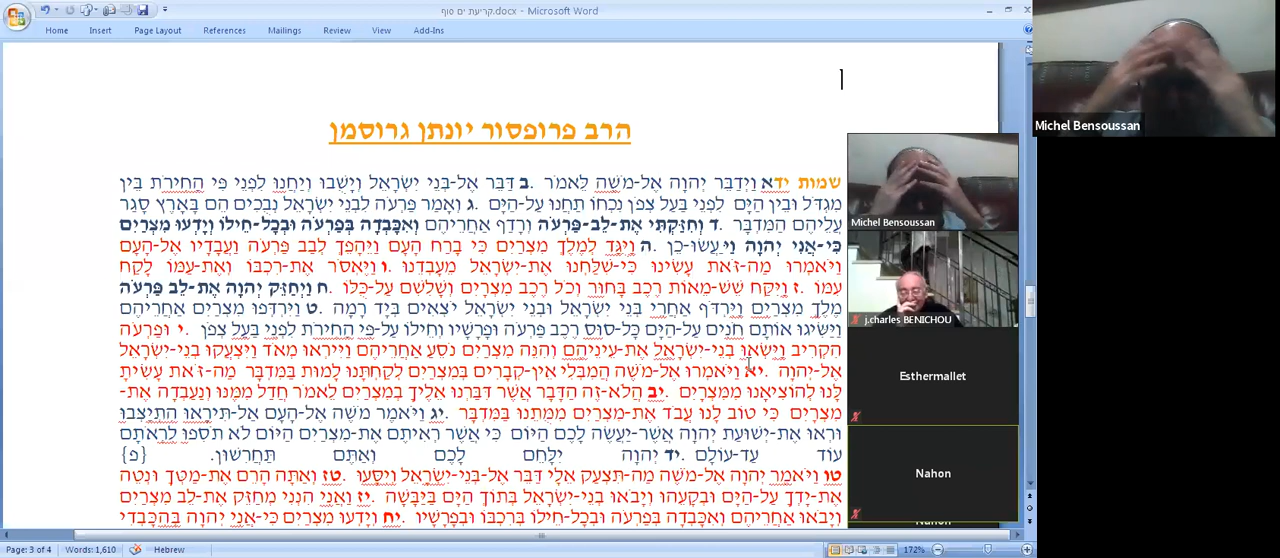 קריעת ים סוף.docx - Microsoft Word
Home Insert Page Layout References Mailings Review View Add-Ins
הרב פרופסור יונתן גרוסמן
שמות יד א וַיְדַבֵּר יְהוָה אֶל-מֹשֶׁה לֵּאמֹר. ב דַּבֵּר אֶל-בְּנֵי יִשְׂרָאֵל וְיָשֻׁבוּ וְיַחֲנוּ לִפְנֵי פִּי הַחִירֹת בֵּין
מִגְדֹּל וּבֵין הַיָּם לִפְנֵי בַּעַל צְפֹן נִכְחוֹ תַחֲנוּ עַל-הַיָּם. ג וְאָמַר פַּרְעֹה לִבְנֵי יִשְׂרָאֵל נְבֻכִים הֵם בָּאָרֶץ סָגַר
עֲלֵיהֶם הַמִּדְבָּר. ד וְחִזַּקְתִּי אֶת-לֵב-פַּרְעֹה וְרָדַף אַחֲרֵיהֶם וְאִכָּבְדָה בְּפַרְעֹה וּבְכָל-חֵילוֹ וְיָדְעוּ מִצְרַיִם
כִּי-אֲנִי יְהוָה וַיַּעֲשׂוּ-כֵן. ה וַיֻּגַּד לְמֶלֶךְ מִצְרַיִם כִּי בָרַח הָעָם וַיֵּהָפֵךְ לְבַב פַּרְעֹה וַעֲבָדָיו אֶל-הָעָם
וַיֹּאמְרוּ מַה-זֹּאת עָשִׂינוּ כִּי-שִׁלַּחְנוּ אֶת-יִשְׂרָאֵל מֵעָבְדֵנוּ. ו וַיֶּאְסֹר אֶת-רִכְבּוֹ וְאֶת-עַמּוֹ לָקַח
עִמּוֹ. ז וַיִּקַּח שֵׁשׁ-מֵאוֹת רֶכֶב בָּחוּר וְכֹל רֶכֶב מִצְרָיִם וְשָׁלִשִׁם עַל-כֻּלּוֹ. ח וַיְחַזֵּק יְהוָה אֶת-לֵב פַּרְעֹה
מֶלֶךְ מִצְרַיִם וַיִּרְדֹּף אַחֲרֵי בְּנֵי יִשְׂרָאֵל וּבְנֵי יִשְׂרָאֵל יֹצְאִים בְּיָד רָמָה. ט וַיִּרְדְּפוּ מִצְרַיִם אַחֲרֵיהֶם
וַיַּשִּׂיגוּ אוֹתָם חֹנִים עַל-הַיָּם כָּל-סוּס רֶכֶב פַּרְעֹה וּפָרָשָׁיו וְחֵילוֹ עַל-פִּי הַחִירֹת לִפְנֵי בַּעַל צְפֹן. י וּפַרְעֹה
הִקְרִיב וַיִּשְׂאוּ בְנֵי-יִשְׂרָאֵל אֶת-עֵינֵיהֶם וְהִנֵּה מִצְרַיִם נֹסֵעַ אַחֲרֵיהֶם וַיִּירְאוּ מְאֹד וַיִּצְעֲקוּ בְנֵי-יִשְׂרָאֵל
אֶל-יְהוָה. יא וַיֹּאמְרוּ אֶל-מֹשֶׁה הֲמִבְּלִי אֵין-קְבָרִים בְּמִצְרַיִם לְקַחְתָּנוּ לָמוּת בַּמִּדְבָּר מַה-זֹּאת עָשִׂיתָ
לָּנוּ לְהוֹצִיאָנוּ מִמִּצְרָיִם. יב הֲלֹא-זֶה הַדָּבָר אֲשֶׁר דִּבַּרְנוּ אֵלֶיךָ בְמִצְרַיִם לֵאמֹר חֲדַל מִמֶּנּוּ וְנַעַבְדָה אֶת-
מִצְרָיִם כִּי טוֹב לָנוּ עֲבֹד אֶת-מִצְרַיִם מִמֻּתֵנוּ בַּמִּדְבָּר. יג וַיֹּאמֶר מֹשֶׁה אֶל-הָעָם אַל-תִּירָאוּ הִתְיַצְּבוּ
וּרְאוּ אֶת-יְשׁוּעַת יְהוָה אֲשֶׁר-יַעֲשֶׂה לָכֶם הַיּוֹם כִּי אֲשֶׁר רְאִיתֶם אֶת-מִצְרַיִם הַיּוֹם לֹא תֹסִפוּ לִרְאֹתָם
עוֹד עַד-עוֹלָם. יד יְהוָה יִלָּחֵם לָכֶם וְאַתֶּם תַּחֲרִשׁוּן. {פ}
טו וַיֹּאמֶר יְהוָה אֶל-מֹשֶׁה מַה-תִּצְעַק אֵלָי דַּבֵּר אֶל-בְּנֵי-יִשְׂרָאֵל וְיִסָּעוּ. טז וְאַתָּה הָרֵם אֶת-מַטְּךָ וּנְטֵה
אֶת-יָדְךָ עַל-הַיָּם וּבְקָעֵהוּ וְיָבֹאוּ בְנֵי-יִשְׂרָאֵל בְּתוֹךְ הַיָּם בַּיַּבָּשָׁה. יז וַאֲנִי הִנְנִי מְחַזֵּק אֶת-לֵב מִצְרַיִם
וְיָבֹאוּ אַחֲרֵיהֶם וְאִכָּבְדָה בְּפַרְעֹה וּבְכָל-חֵילוֹ בְּרִכְבּוֹ וּבְפָרָשָׁיו. יח וְיָדְעוּ מִצְרַיִם כִּי-אֲנִי יְהוָה בְּהִכָּבְדִי
Michel Bensoussan
Michel Bensoussan
j.charles BENICHOU
Esthermallet
Nahon
Nahon
Page: 3 of 4 Words: 1,610 Hebrew 172%